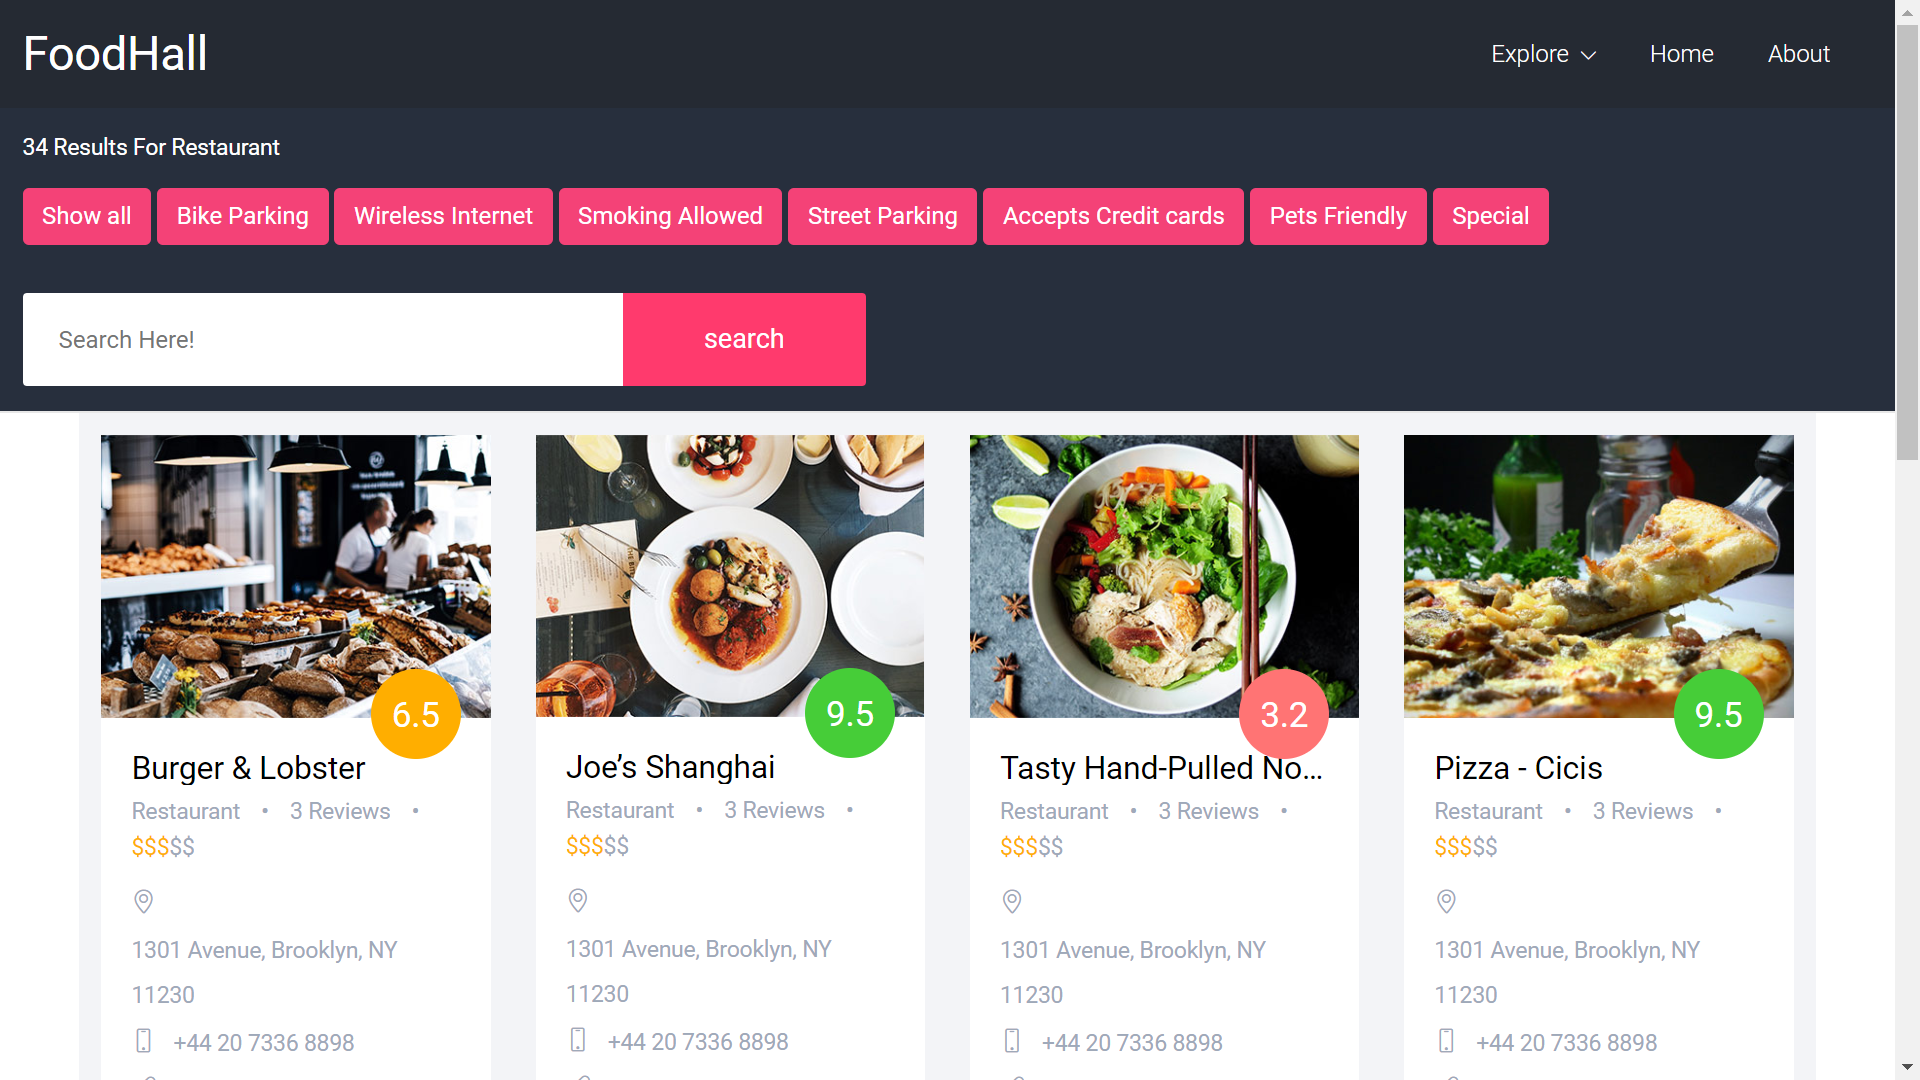 FoodHall
Explore
Home
About
34 Results For Restaurant
Show all
Bike Parking
Wireless Internet
Smoking Allowed
Street Parking
Accepts Credit cards
Pets Friendly
Special
Search Here!
search
6.5
Burger & Lobster
Restaurant • 3 Reviews •
$$$$$
1301 Avenue, Brooklyn, NY
11230
+44 20 7336 8898
9.5
Joe’s Shanghai
Restaurant • 3 Reviews •
$$$$$
1301 Avenue, Brooklyn, NY
11230
+44 20 7336 8898
3.2
Tasty Hand-Pulled No...
Restaurant • 3 Reviews •
$$$$$
1301 Avenue, Brooklyn, NY
11230
+44 20 7336 8898
9.5
Pizza - Cicis
Restaurant • 3 Reviews •
$$$$$
1301 Avenue, Brooklyn, NY
11230
+44 20 7336 8898